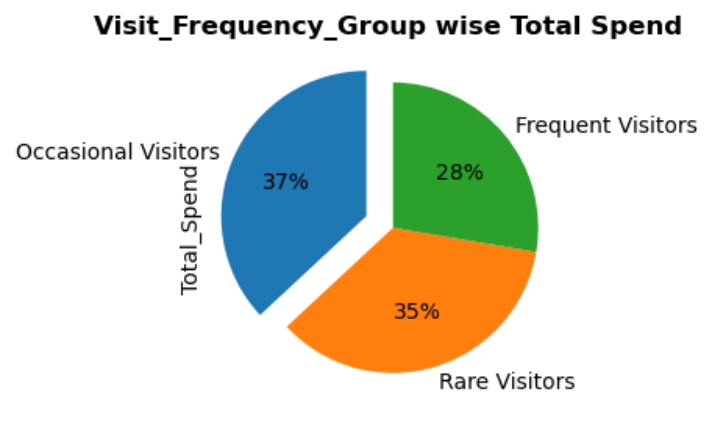 Visit_Frequency_Group wise Total Spend
Frequent Visitors
Occasional Visitors
28%
37%
Total_Spend
35%
Rare Visitors